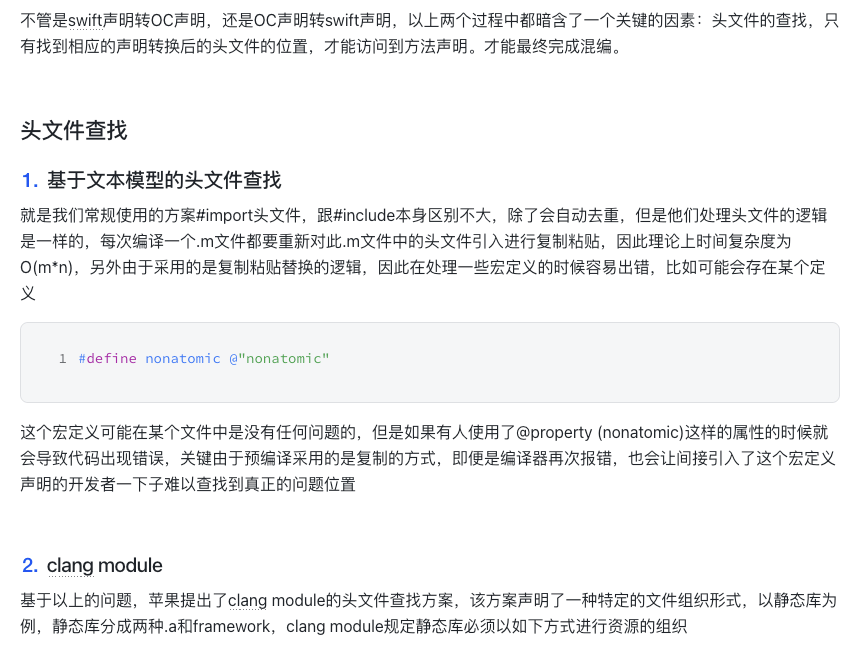 不管是swift声明转OC声明，还是OC声明转swift声明，以上两个过程中都暗含了一个关键的因素：头文件的查找，只
有找到相应的声明转换后的头文件的位置，才能访问到方法声明。才能最终完成混编。
头文件查找
1. 基于文本模型的头文件查找
就是我们常规使用的方案#import头文件，跟#include本身区别不大，除了会自动去重，但是他们处理头文件的逻辑
是一样的，每次编译一个.m文件都要重新对此.m文件中的头文件引入进行复制粘贴，因此理论上时间复杂度为
O(m*n)，另外由于采用的是复制粘贴替换的逻辑，因此在处理一些宏定义的时候容易出错，比如可能会存在某个定
义
1 #define nonatomic @"nonatomic"
这个宏定义可能在某个文件中是没有任何问题的，但是如果有人使用了@property (nonatomic)这样的属性的时候就
会导致代码出现错误，关键由于预编译采用的是复制的方式，即便是编译器再次报错，也会让间接引入了这个宏定义
声明的开发者一下子难以查找到真正的问题位置
2. clang module
基于以上的问题，苹果提出了clang module的头文件查找方案，该方案声明了一种特定的文件组织形式，以静态库为
例，静态库分成两种.a和framework，clang module规定静态库必须以如下方式进行资源的组织